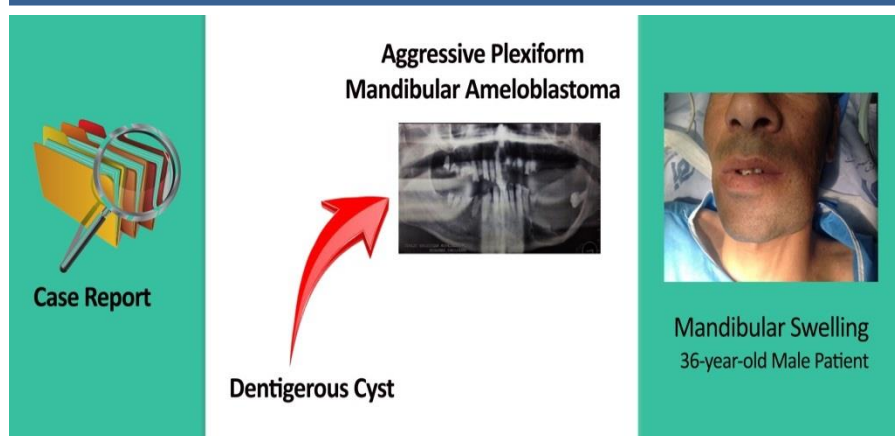 Case Report
Aggressive Plexiform
Mandibular Ameloblastoma
Dentigerous Cyst
Mandibular Swelling
36-year-old Male Patient